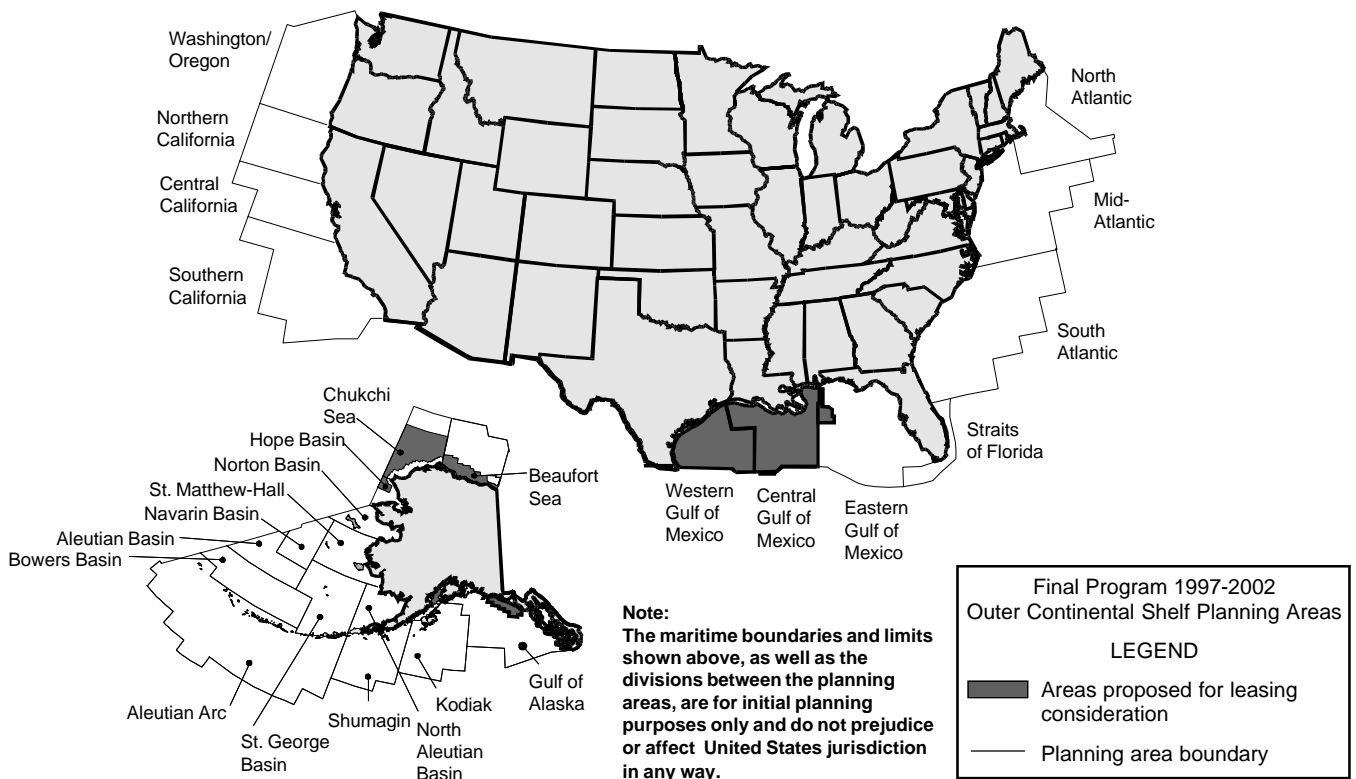 Washington/
Oregon
Northern
California
Central
California
Southern
California
North
Atlantic
Mid-
Atlantic
South
Atlantic
Straits
of Florida
Western
Gulf of
Mexico
Central
Gulf of
Mexico
Eastern
Gulf of
Mexico
Chukchi
Sea
Hope Basin
Norton Basin
St. Matthew-Hall
Navarin Basin
Aleutian Basin
Bowers Basin
Beaufort
Sea
Aleutian Arc
St. George
Basin
Shumagin
North
Aleutian
Basin
Kodiak
Gulf of
Alaska
Note:
The maritime boundaries and limits
shown above, as well as the
divisions between the planning
areas, are for initial planning
purposes only and do not prejudice
or affect United States jurisdiction
in any way.
Final Program 1997-2002
Outer Continental Shelf Planning Areas
LEGEND
Areas proposed for leasing
consideration
Planning area boundary